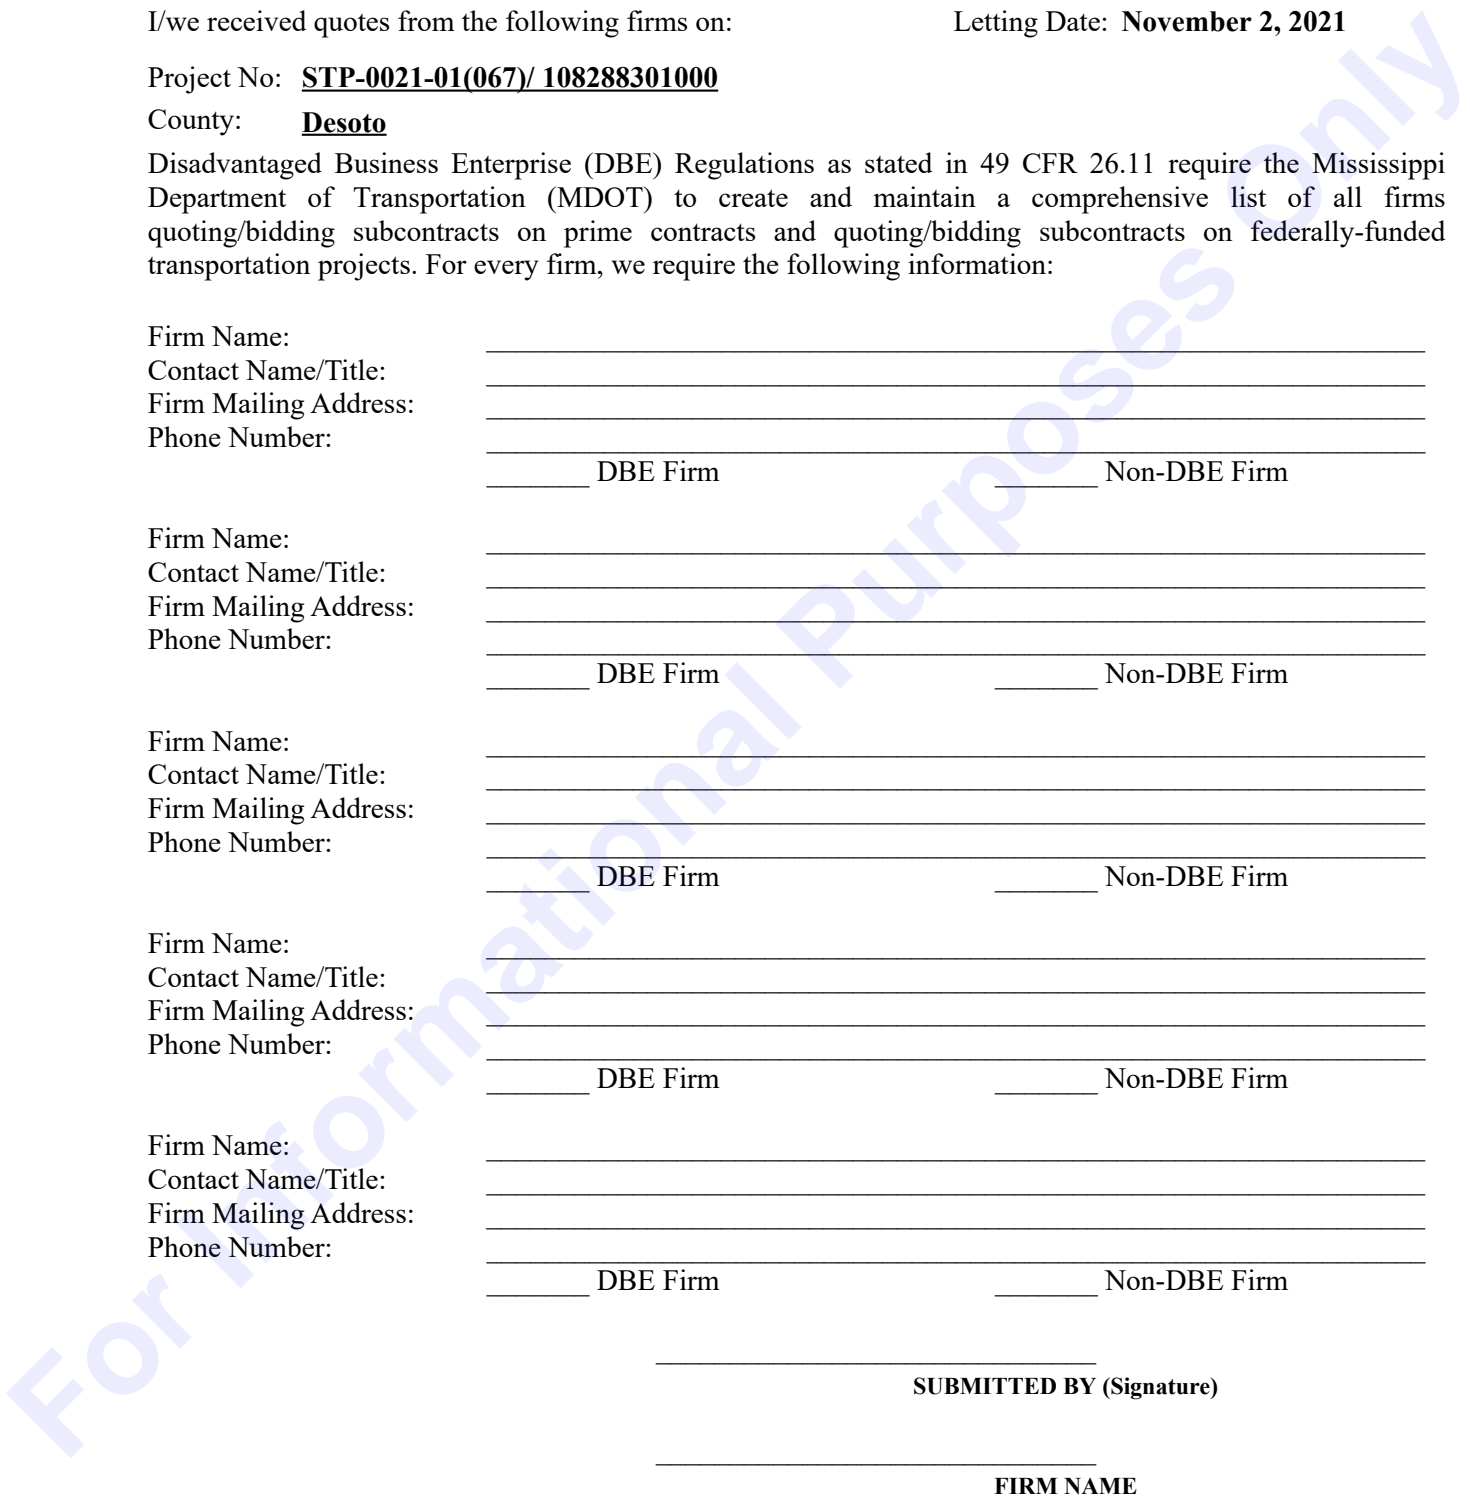 I/we received quotes from the following firms on: Letting Date: November 2, 2021
Project No: STP-0021-01(067)/ 108288301000
County: Desoto
Disadvantaged Business Enterprise (DBE) Regulations as stated in 49 CFR 26.11 require the Mississippi
Department of Transportation (MDOT) to create and maintain a comprehensive list of all firms
quoting/bidding subcontracts on prime contracts and quoting/bidding subcontracts on federally-funded
transportation projects. For every firm, we require the following information:
Firm Name:
Contact Name/Title:
Firm Mailing Address:
Phone Number:
DBE Firm Non-DBE Firm
Firm Name:
Contact Name/Title:
Firm Mailing Address:
Phone Number:
DBE Firm Non-DBE Firm
Firm Name:
Contact Name/Title:
Firm Mailing Address:
Phone Number:
DBE Firm Non-DBE Firm
Firm Name:
Contact Name/Title:
Firm Mailing Address:
Phone Number:
DBE Firm Non-DBE Firm
Firm Name:
Contact Name/Title:
Firm Mailing Address:
Phone Number:
DBE Firm Non-DBE Firm
SUBMITTED BY (Signature)
FIRM NAME
For Informational Purposes Only